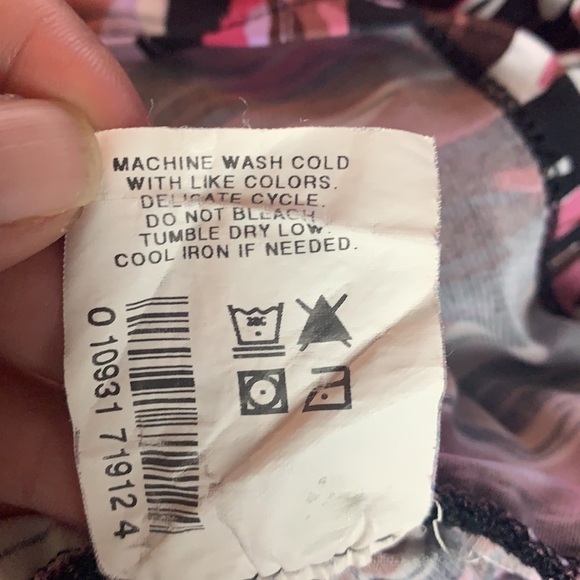 MACHINE WASH COLD
WITH LIKE COLORS.
DELICATE CYCLE.
DO NOT BLEACH
TUMBLE DRY LOW.
COOL IRON IF NEEDED.
30C
0 10931 71912 4